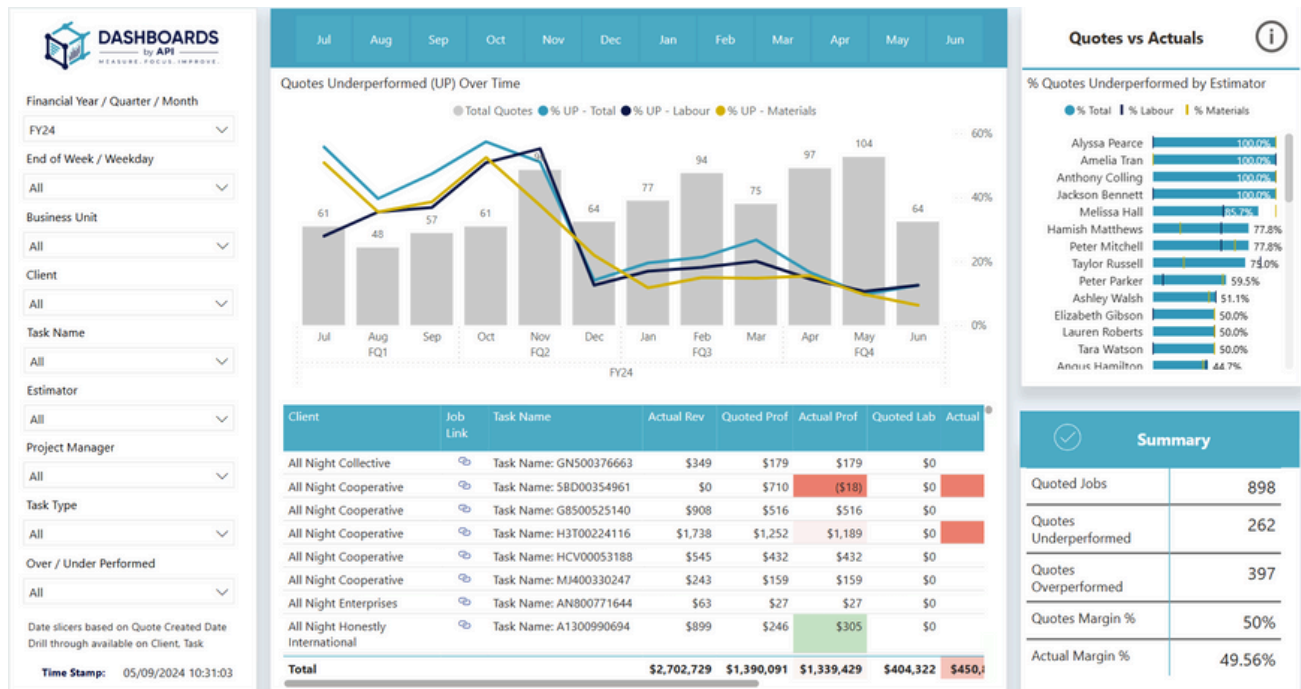 DASHBOARDS
by API
MEASURE. FOCUS. IMPROVE.
Financial Year / Quarter / Month
FY24
End of Week / Weekday
All
Business Unit
All
Client
All
Task Name
All
Estimator
All
Project Manager
All
Task Type
All
Over / Under Performed
All
Date slicers based on Quote Created Date
Drill through available on Client, Task
Time Stamp: 05/09/2024 10:31:03
Jul Aug Sep Oct Nov Dec Jan Feb Mar Apr May Jun
Quotes Underperformed (UP) Over Time
Total Quotes % UP - Total % UP - Labour % UP - Materials
60%
40%
20%
0%
61 48 57 61 64 77 94 75 97 104 64
Jul Aug Sep Oct Nov Dec Jan Feb Mar Apr May Jun
FQ1 FQ2 FQ3 FQ4
FY24
Client Job Link Task Name Actual Rev Quoted Prof Actual Prof Quoted Lab Actual
All Night Collective Task Name: GN500376663 $349 $179 $179 $0
All Night Cooperative Task Name: 5BD00354961 $0 $710 ($18) $0
All Night Cooperative Task Name: G8500525140 $908 $516 $516 $0
All Night Cooperative Task Name: H3T00224116 $1,738 $1,252 $1,189 $0
All Night Cooperative Task Name: HCV00053188 $545 $432 $432 $0
All Night Cooperative Task Name: MJ400330247 $243 $159 $159 $0
All Night Enterprises Task Name: AN800771644 $63 $27 $27 $0
All Night Honestly International Task Name: A1300990694 $899 $246 $305 $0
Total $2,702,729 $1,390,091 $1,339,429 $404,322 $450,
Quotes vs Actuals
i
% Quotes Underperformed by Estimator
% Total % Labour % Materials
Alyssa Pearce 100.0%
Amelia Tran 100.0%
Anthony Colling 100.0%
Jackson Bennett 100.0%
Melissa Hall 85.7%
Hamish Matthews 77.8%
Peter Mitchell 77.8%
Taylor Russell 75.0%
Peter Parker 59.5%
Ashley Walsh 51.1%
Elizabeth Gibson 50.0%
Lauren Roberts 50.0%
Tara Watson 50.0%
Angus Hamilton 44.7%
Summary
Quoted Jobs 898
Quotes Underperformed 262
Quotes Overperformed 397
Quotes Margin % 50%
Actual Margin % 49.56%